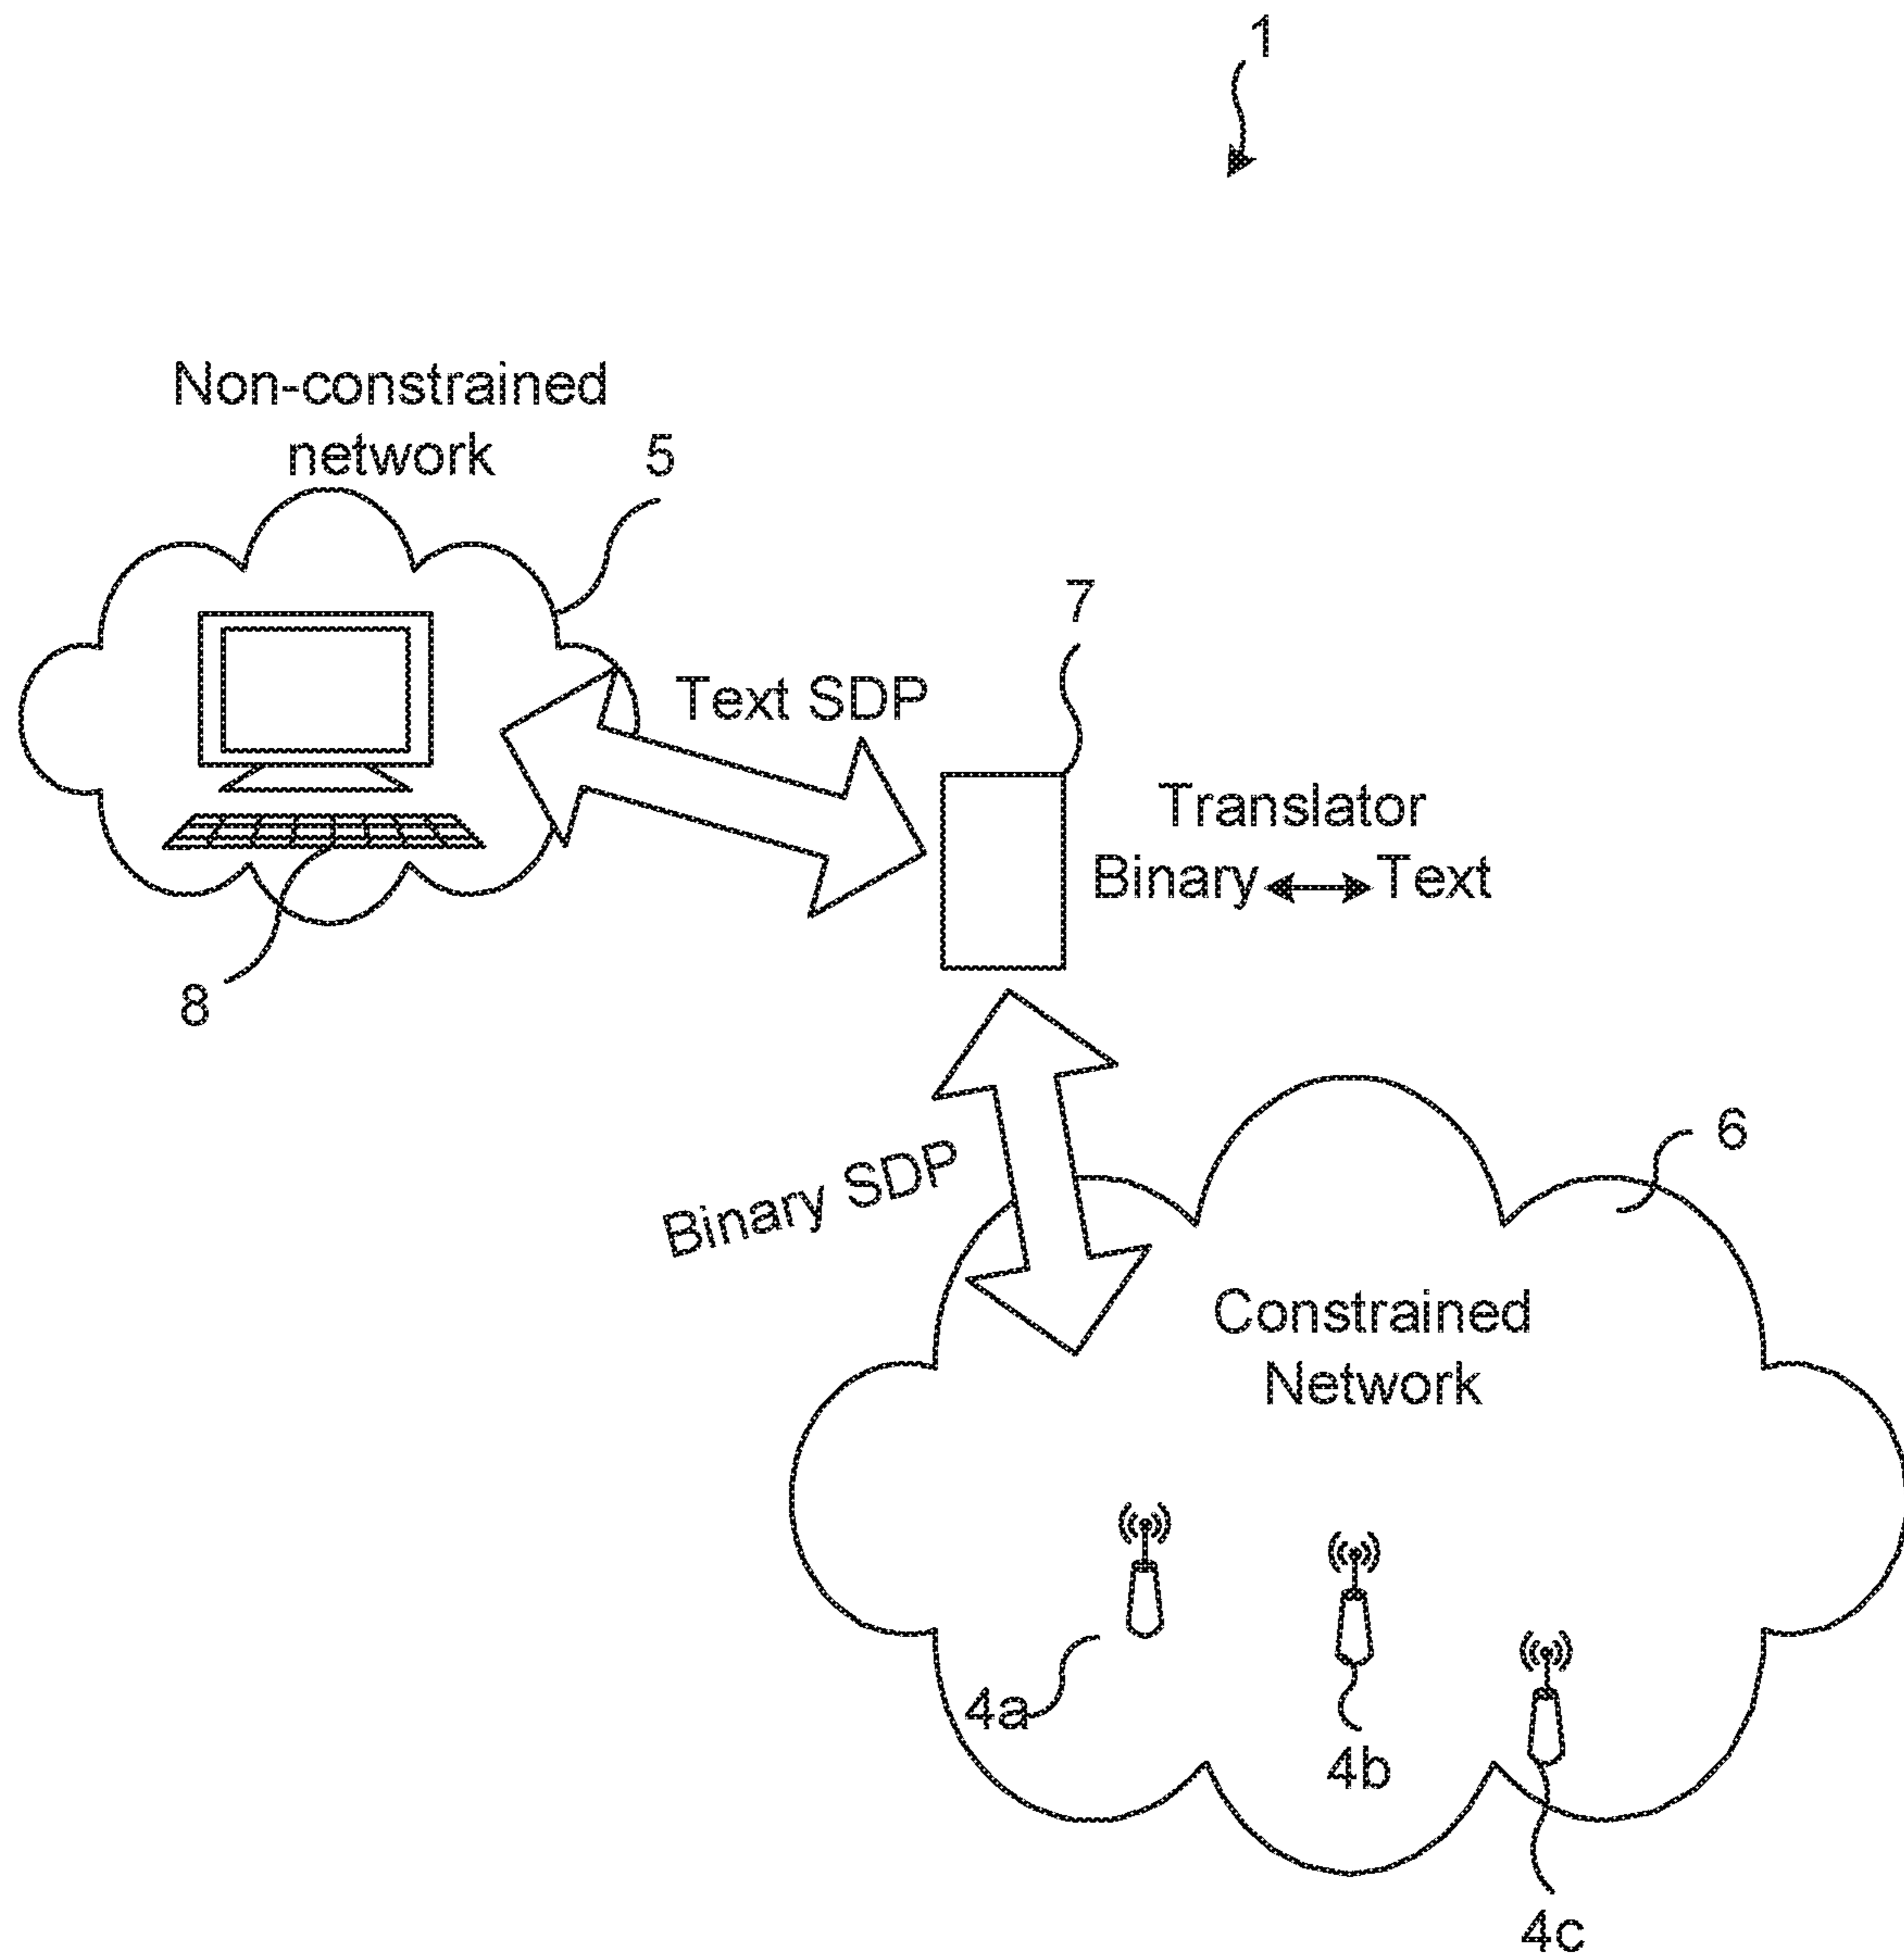 1
Non-constrained
network
5
7
Text SDP
Translator
Binary Text
8
6
Binary SDP
Constrained
Network
4a
4b
4c